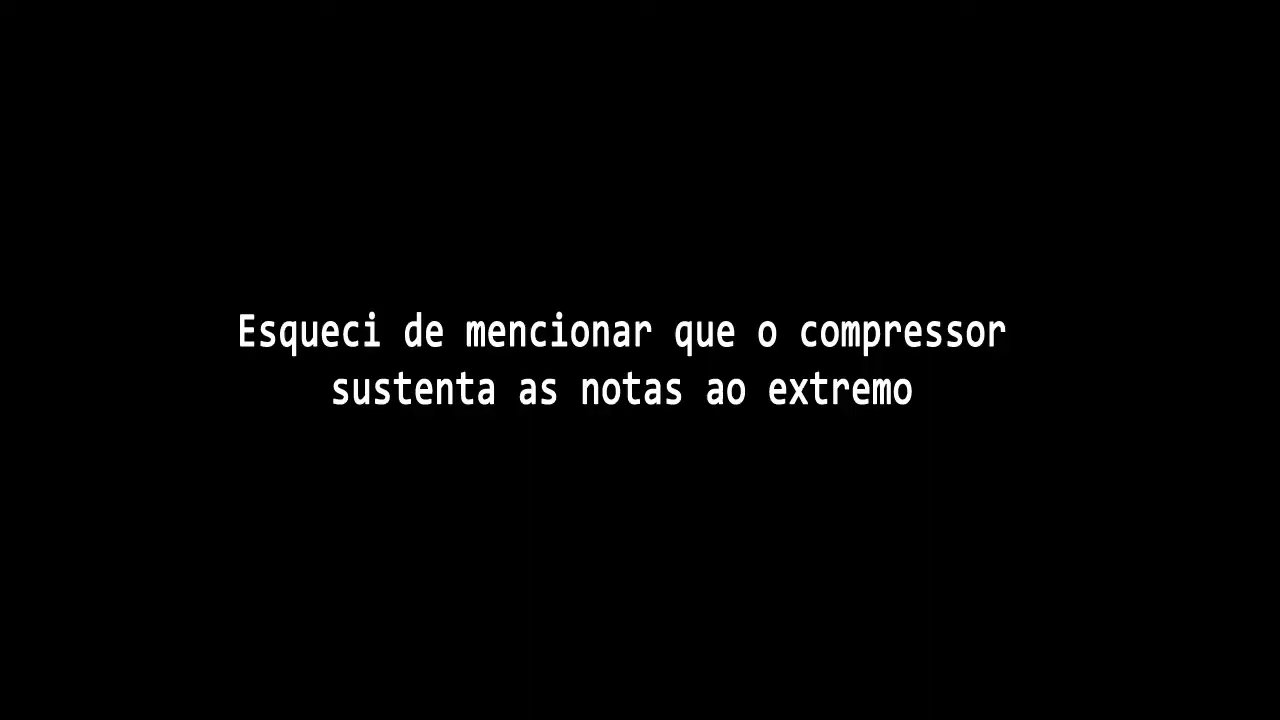 Esqueci de mencionar que o compressor
sustenta as notas ao extremo